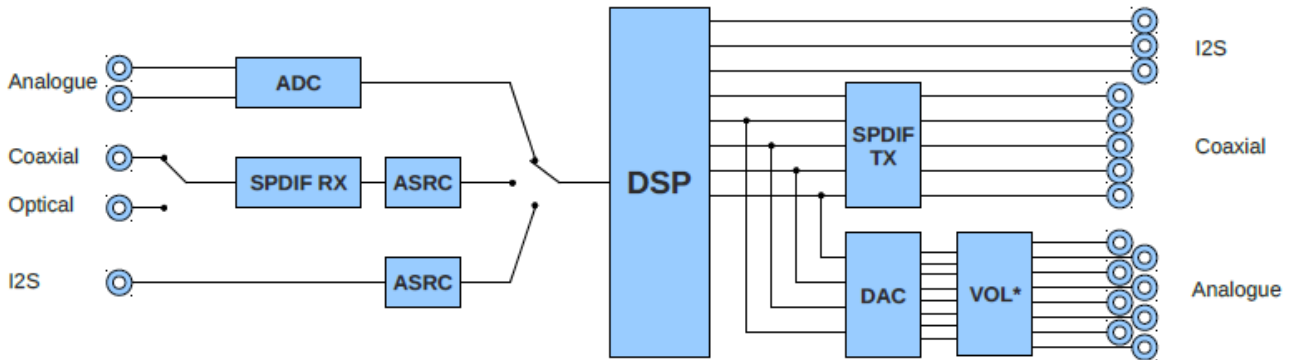 Analogue
ADC
Coaxial
SPDIF RX
ASRC
Optical
I2S
ASRC
DSP
I2S
SPDIF
TX
Coaxial
DAC
VOL*
Analogue